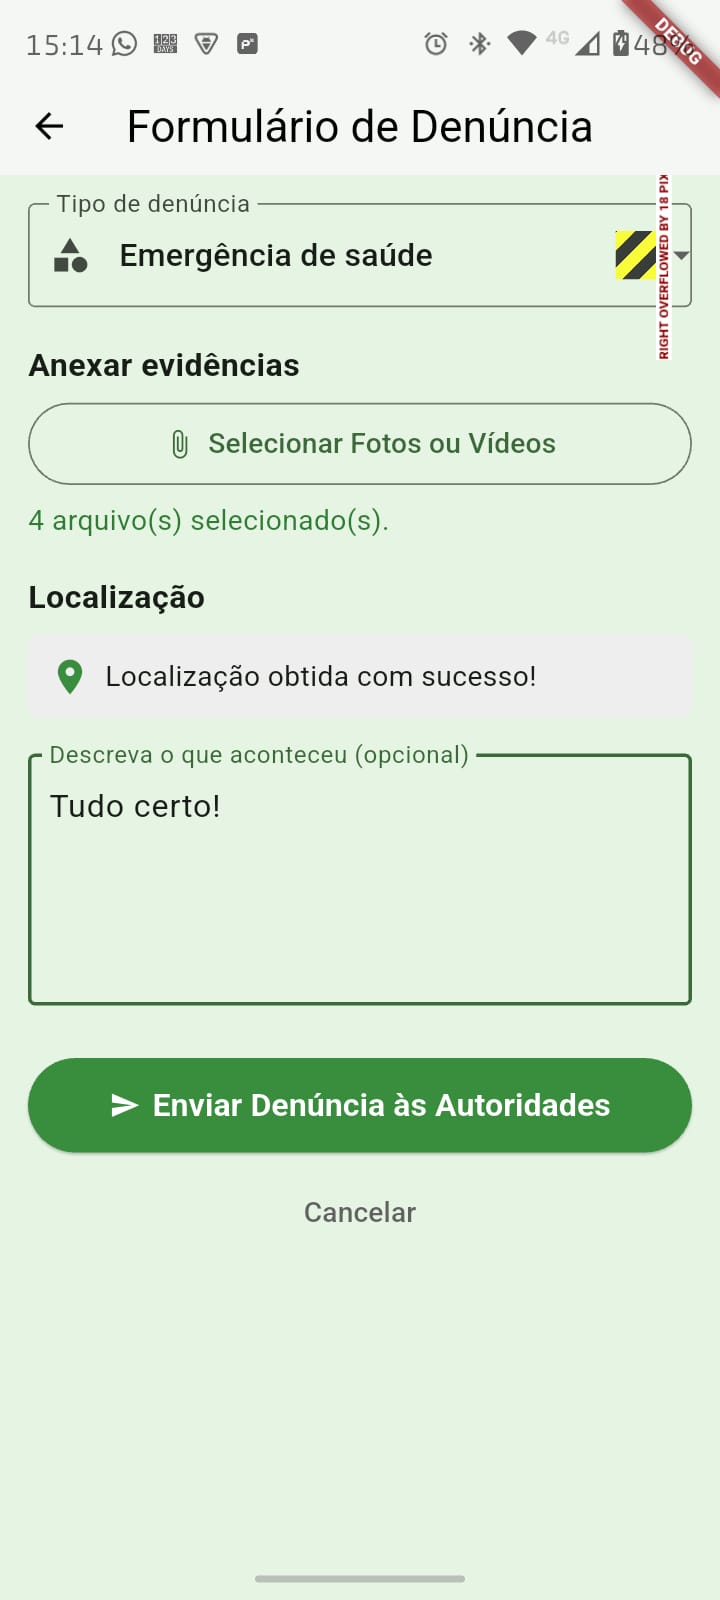 15:14
123
DAYS
P
4G
48%
DEBUG
Formulário de Denúncia
Tipo de denúncia
Emergência de saúde
RIGHT OVERFLOWED BY 18 PIX
Anexar evidências
Selecionar Fotos ou Vídeos
4 arquivo(s) selecionado(s).
Localização
Localização obtida com sucesso!
Descreva o que aconteceu (opcional)
Tudo certo!
Enviar Denúncia às Autoridades
Cancelar